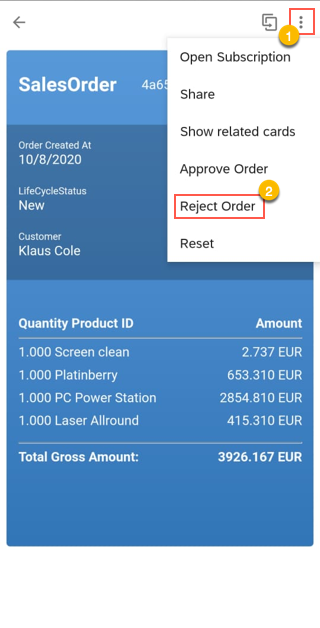 1
SalesOrder 4a65
Open Subscription
Share
Show related cards
Approve Order
2
Reject Order
Reset
Order Created At
10/8/2020
LifeCycleStatus
New
Customer
Klaus Cole
Quantity Product ID Amount
1.000 Screen clean 2.737 EUR
1.000 Platinberry 653.310 EUR
1.000 PC Power Station 2854.810 EUR
1.000 Laser Allround 415.310 EUR
Total Gross Amount: 3926.167 EUR